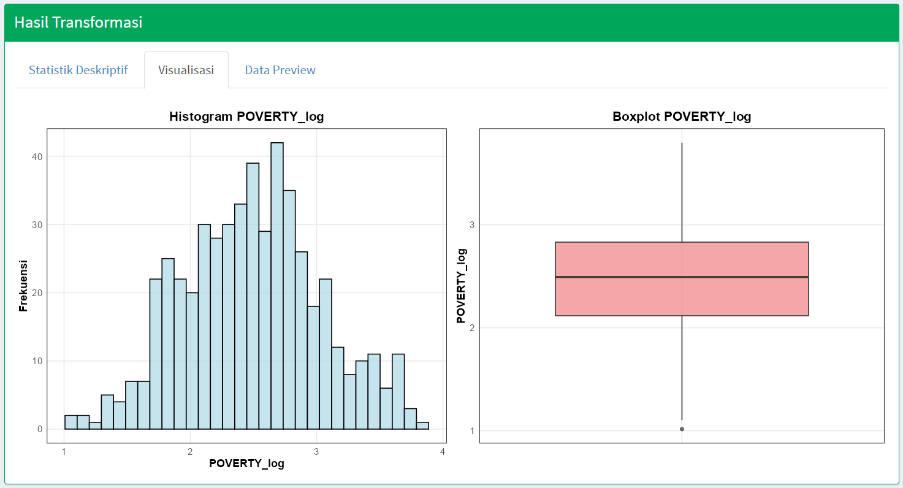 Hasil Transformasi
Statistik Deskriptif
Visualisasi
Data Preview
Histogram POVERTY_log
Frekuensi
40
30
20
10
0
1
2
3
4
POVERTY_log
Boxplot POVERTY_log
POVERTY_log
3
2
1